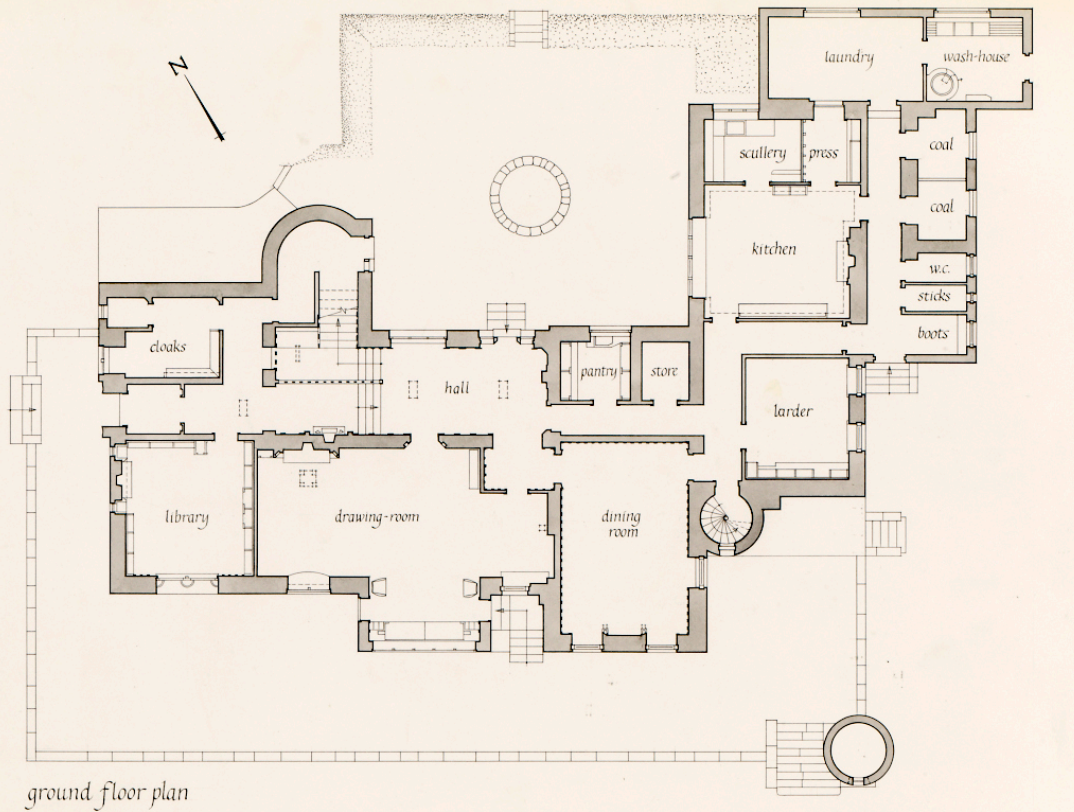 N
laundry
wash-house
scullery
press
coal
coal
kitchen
w.c.
sticks
boots
cloaks
hall
pantry
store
larder
library
drawing-room
dining
room
ground floor plan